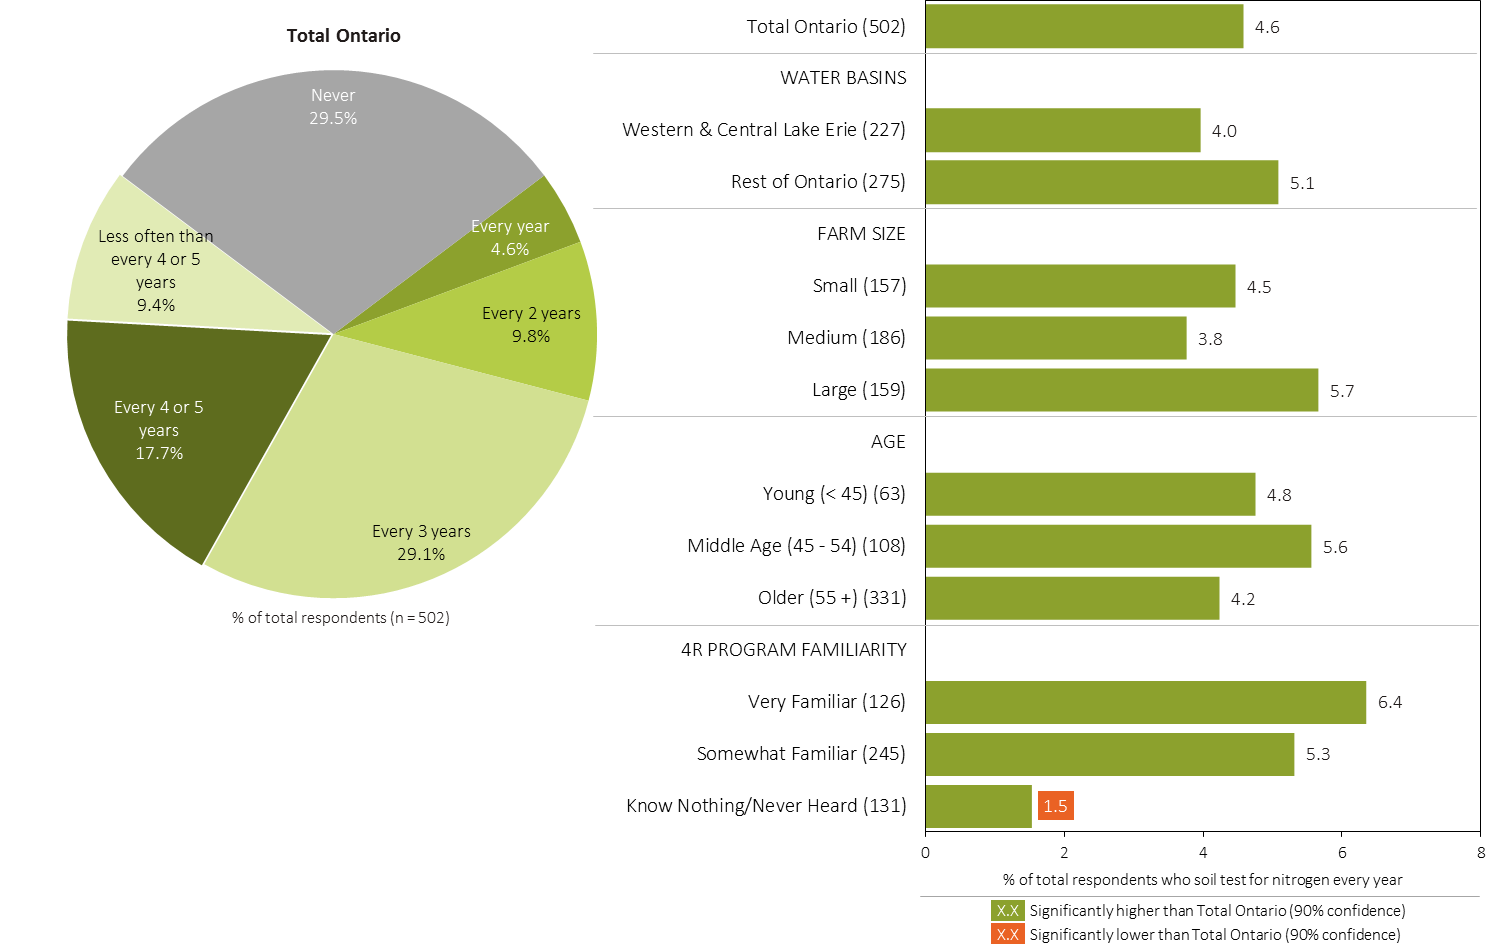 Total Ontario
Never
29.5%
Every year
4.6%
Every 2 years
9.8%
Every 3 years
29.1%
Every 4 or 5
years
17.7%
Less often than
every 4 or 5
years
9.4%
% of total respondents (n = 502)
Total Ontario (502) 4.6
WATER BASINS
Western & Central Lake Erie (227) 4.0
Rest of Ontario (275) 5.1
FARM SIZE
Small (157) 4.5
Medium (186) 3.8
Large (159) 5.7
AGE
Young (< 45) (63) 4.8
Middle Age (45 - 54) (108) 5.6
Older (55 +) (331) 4.2
4R PROGRAM FAMILIARITY
Very Familiar (126) 6.4
Somewhat Familiar (245) 5.3
Know Nothing/Never Heard (131) 1.5
0 2 4 6 8
% of total respondents who soil test for nitrogen every year
X.X Significantly higher than Total Ontario (90% confidence)
X.X Significantly lower than Total Ontario (90% confidence)